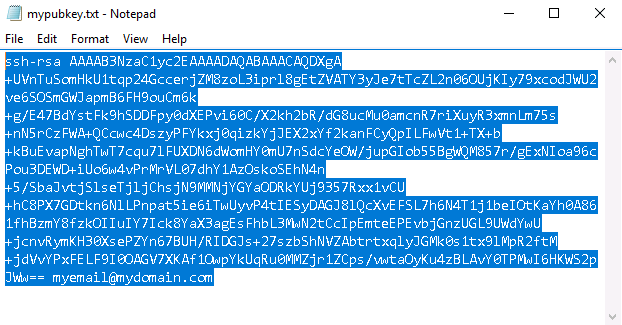 mypubkey.txt - Notepad
File Edit Format View Help
ssh-rsa AAAAB3NzaC1yc2EAAAADAQABAAACAQDXgA
+UVnTuSomHkU1tqp24GccerjZM8zoL3iprl8gEtZVATY3yJe7tTcZL2n06OUjKIy79xcodJWU2
ve6SOSmGWJapmB6FH9ouCm6k
+g/E47BdYstFk9hSDDFpy0dXEPvi60C/X2kh2bR/dG8ucMu0amcnR7riXuyR3xmnLm75s
+nN5rCzFWA+QCcwc4DszyPFYkxj0qizkYjJEX2xYf2kanFCyQpILFwVt1+TX+b
+kBuEvapNghTwT7cqu7lFUXDN6dWomHY0mU7nSdcYeOW/jupGIob55BgWQM857r/gExNIoa96c
Pou3DEWD+iUo6w4vPrMrVL07dhY1AzOskoSEhN4n
+5/SbaJvtjSlseTjljChsjN9MMNjYGYaODRkYUj9357Rxx1vCU
+hC8PX7GDtkn6NlLPnpat5ie6iTwUyvP4tIESyDAGJ8lQcXvEFSL7h6N4T1j1beIOtKaYh0A86
1fhBzmY8fzkOIIuIY7Ick8YaX3agEsFhbL3MwN2tCcIpEmteEPEvbjGnzUGL9UWdYwU
+jcnvRymKH30XsePZYn67BUH/RIDGJs+27szbShNVZAbtrtxqlyJGMk0s1tx9lMpR2ftM
+jdVvYPxFELF9I0OAGV7XKAf1OwpYkUqRu0MMZjr1ZCps/vwtaOyKu4zBLAvY0TPMwI6HKWS2p
JWw== myemail@mydomain.com